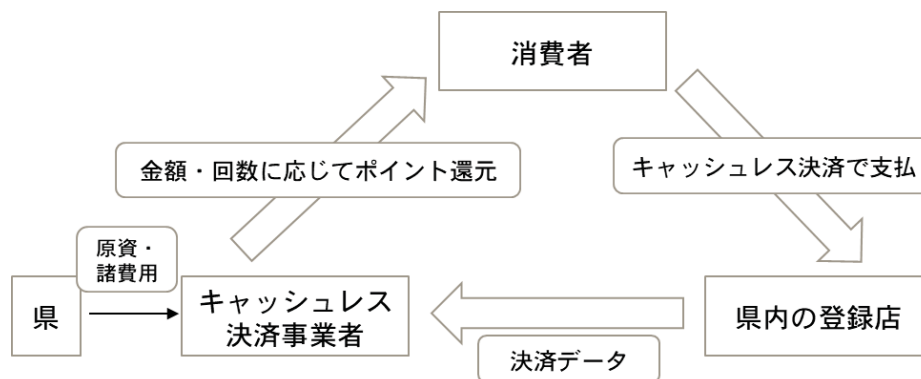 消費者
金額・回数に応じてポイント還元
キャッシュレス決済で支払
原資・
諸費用
県
キャッシュレス
決済事業者
県内の登録店
決済データ